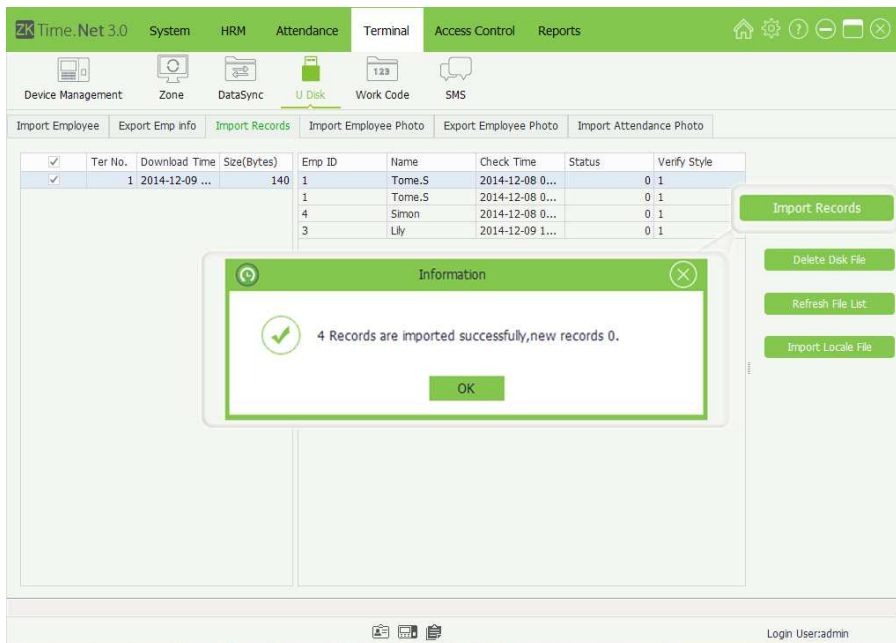 ZK Time.Net 3.0 System HRM Attendance Terminal Access Control Reports
Device Management Zone DataSync U Disk 123 Work Code SMS
Import Employee Export Emp info Import Records Import Employee Photo Export Employee Photo Import Attendance Photo
Ter No. Download Time Size(Bytes) Emp ID Name Check Time Status Verify Style
1 2014-12-09 ... 140 1 Tome.S 2014-12-08 0... 0 1
1 Tome.S 2014-12-08 0... 0 1
4 Simon 2014-12-08 0... 0 1
3 Lily 2014-12-09 1... 0 1
Import Records
Delete Disk File
Refresh File List
Import Locale File
Information
4 Records are imported successfully,new records 0.
OK
Login User:admin